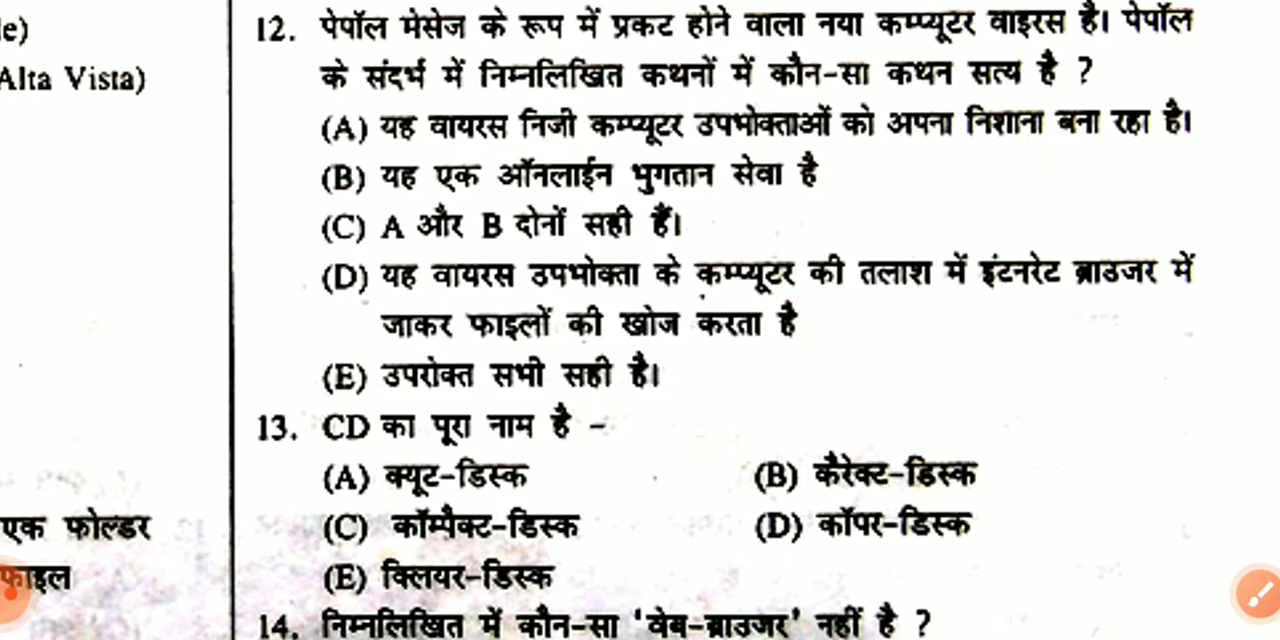 le)
Alta Vista)
एक फोल्डर
फाइल
12. पेपॉल मेसेज के रूप में प्रकट होने वाला नया कम्प्यूटर वाइरस है। पेपॉल
के संदर्भ में निम्नलिखित कथनों में कौन-सा कथन सत्य है ?
(A) यह वायरस निजी कम्प्यूटर उपभोक्ताओं को अपना निशाना बना रहा है।
(B) यह एक ऑनलाईन भुगतान सेवा है
(C) A और B दोनों सही हैं।
(D) यह वायरस उपभोक्ता के कम्प्यूटर की तलाश में इंटनरेट ब्राउजर में
जाकर फाइलों की खोज करता है
(E) उपरोक्त सभी सही है।
13. CD का पूरा नाम है -
(A) क्यूट-डिस्क (B) कैरेक्ट-डिस्क
(C) कॉम्पैक्ट-डिस्क (D) कॉपर-डिस्क
(E) क्लियर-डिस्क
14. निम्नलिखित में कौन-सा 'वेब-ब्राउजर' नहीं है ?